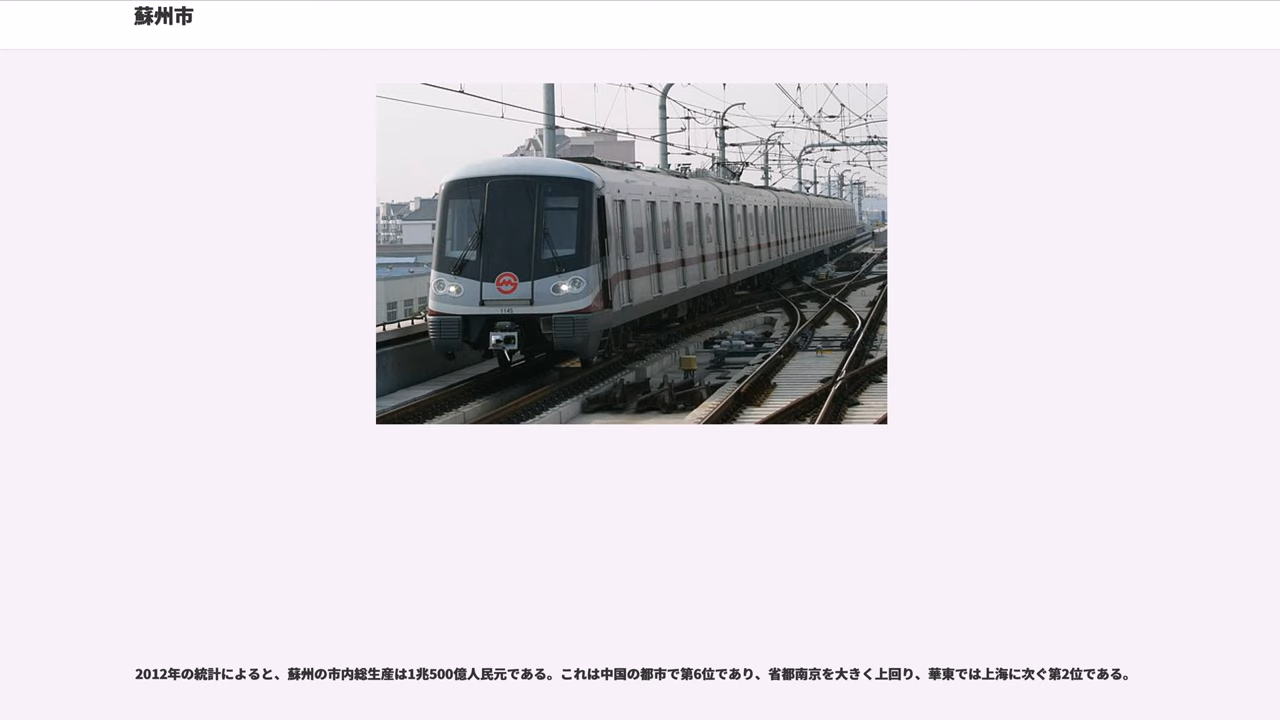 蘇州市
1145
2012年の統計によると、蘇州の市内総生産は1兆500億人民元である。これは中国の都市で第6位であり、省都南京を大きく上回り、華東では上海に次ぐ第2位である。